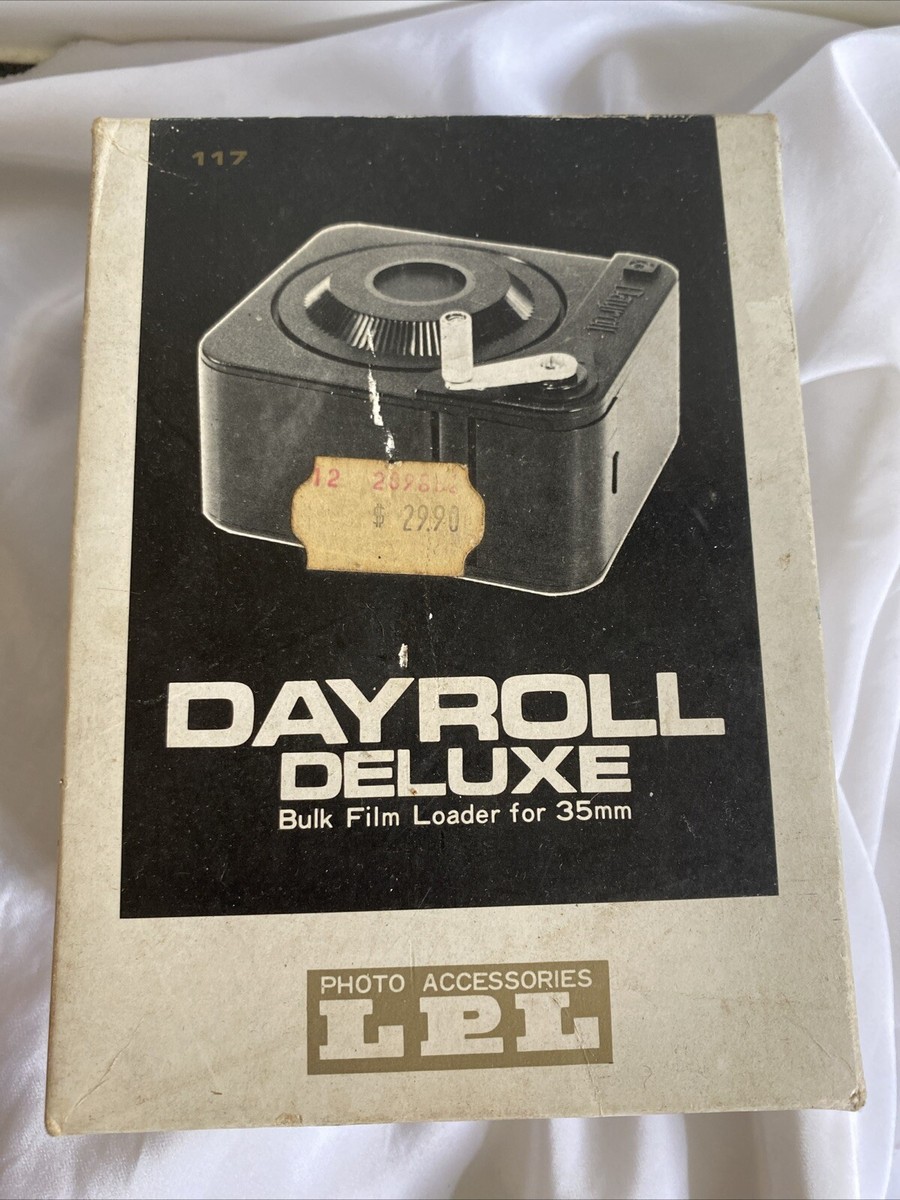 117
Dayroll
12
29.90
DAYROLL
DELUXE
Bulk Film Loader for 35mm
PHOTO ACCESSORIES
LPL